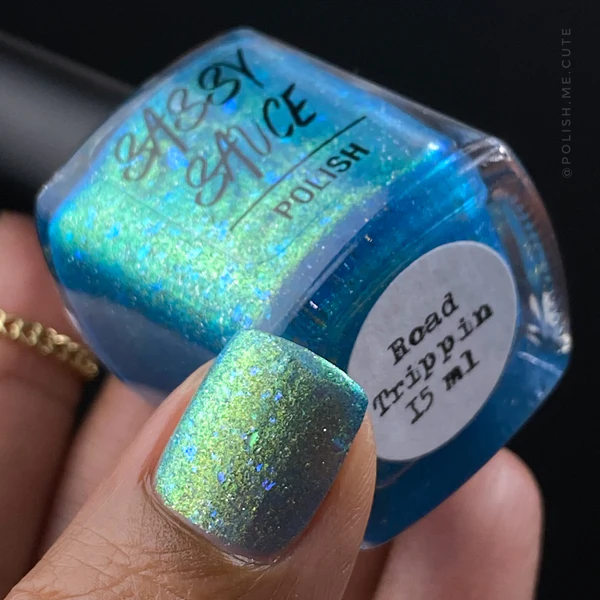 SASSY
SAUCE
POLISH
Road
Trippin
15 ml
@POLISH.ME.CUTE